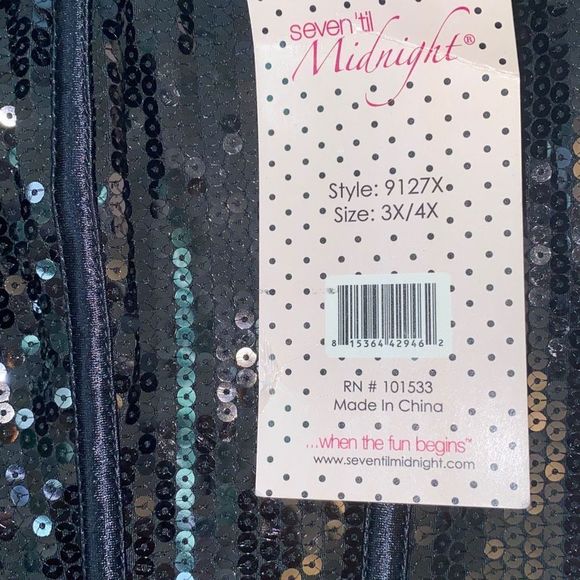 seven 'til
Midnight®
Style: 9127X
Size: 3X/4X
8 15364 42946 2
RN # 101533
Made In China
...when the fun begins™
www.seventilmidnight.com